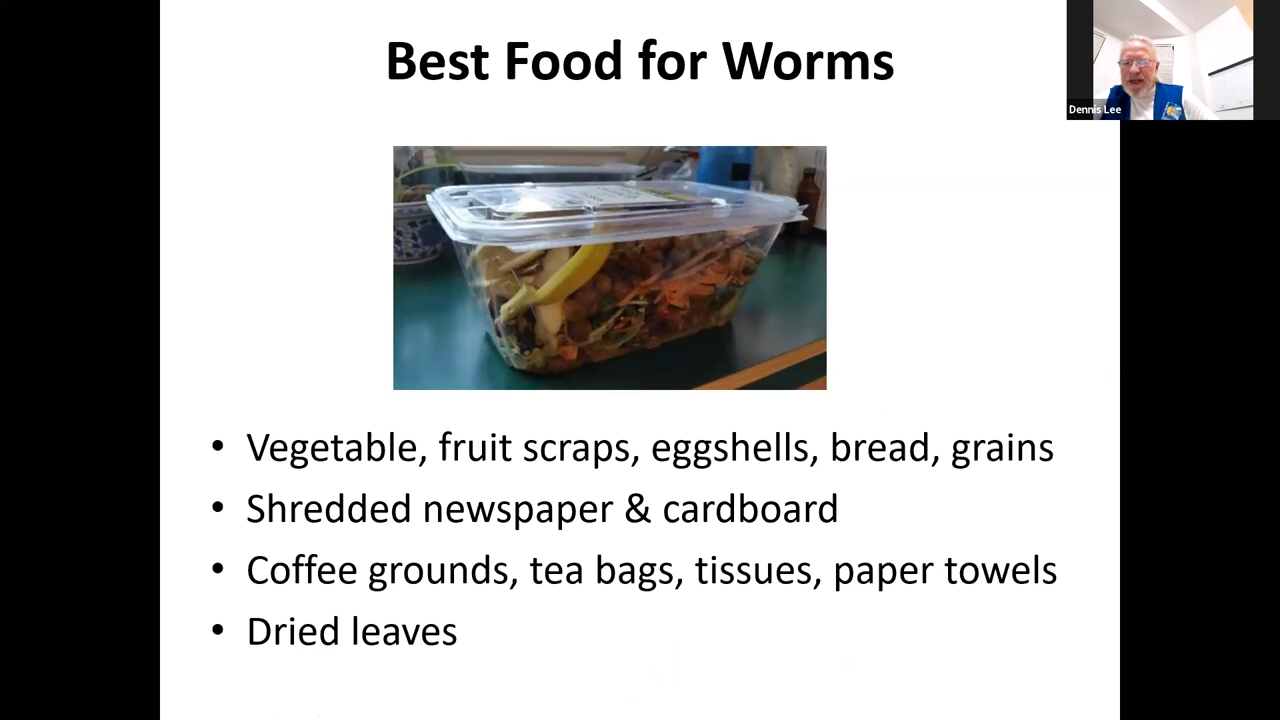 Best Food for Worms
Dennis Lee
• Vegetable, fruit scraps, eggshells, bread, grains
• Shredded newspaper & cardboard
• Coffee grounds, tea bags, tissues, paper towels
• Dried leaves